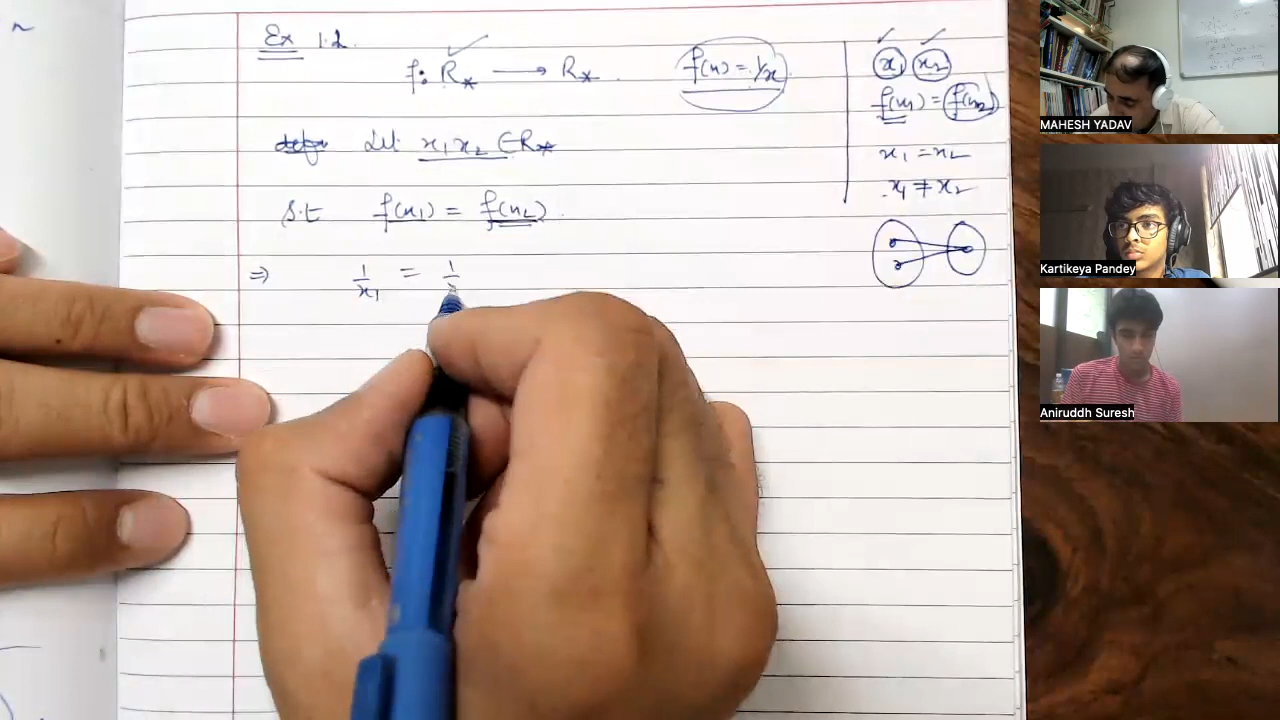 Ex 1.2.
f: R* → R*. f(x) = 1/x
Let x1 x2 ∈ R*
S.t f(x1) = f(x2).
⇒ 1/x1 = 1/
x1 x2
f(x1) = f(x2)
x1 = x2
x1 ≠ x2
MAHESH YADAV
Kartikeya Pandey
Aniruddh Suresh